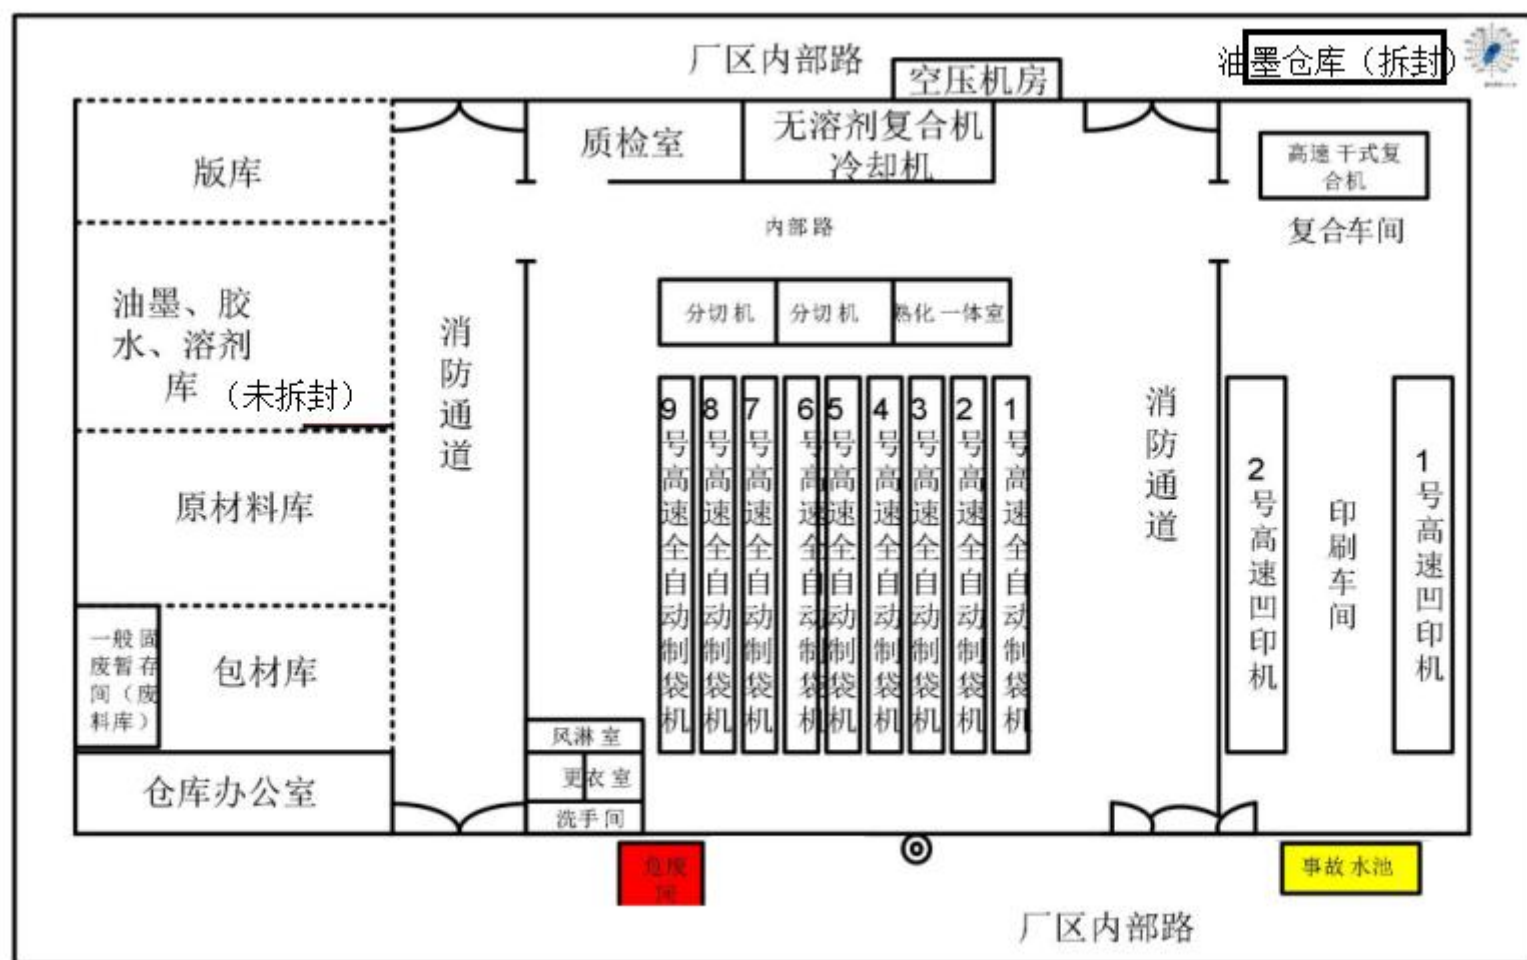 厂区内部路
油墨仓库（拆封）
空压机房
质检室
无溶剂复合机
冷却机
高速干式复
合机
版库
内部路
复合车间
油墨、胶
水、溶剂
库（未拆封）
消防通道
分切机
分切机
熟化一体室
9号高速全自动制袋机
8号高速全自动制袋机
7号高速全自动制袋机
6号高速全自动制袋机
5号高速全自动制袋机
4号高速全自动制袋机
3号高速全自动制袋机
2号高速全自动制袋机
1号高速全自动制袋机
消防通道
2号高速凹印机
印刷车间
1号高速凹印机
原材料库
一般固
废暂存
间（废
料库）
包材库
仓库办公室
风淋室
更衣室
洗手间
危废
间
事故水池
厂区内部路